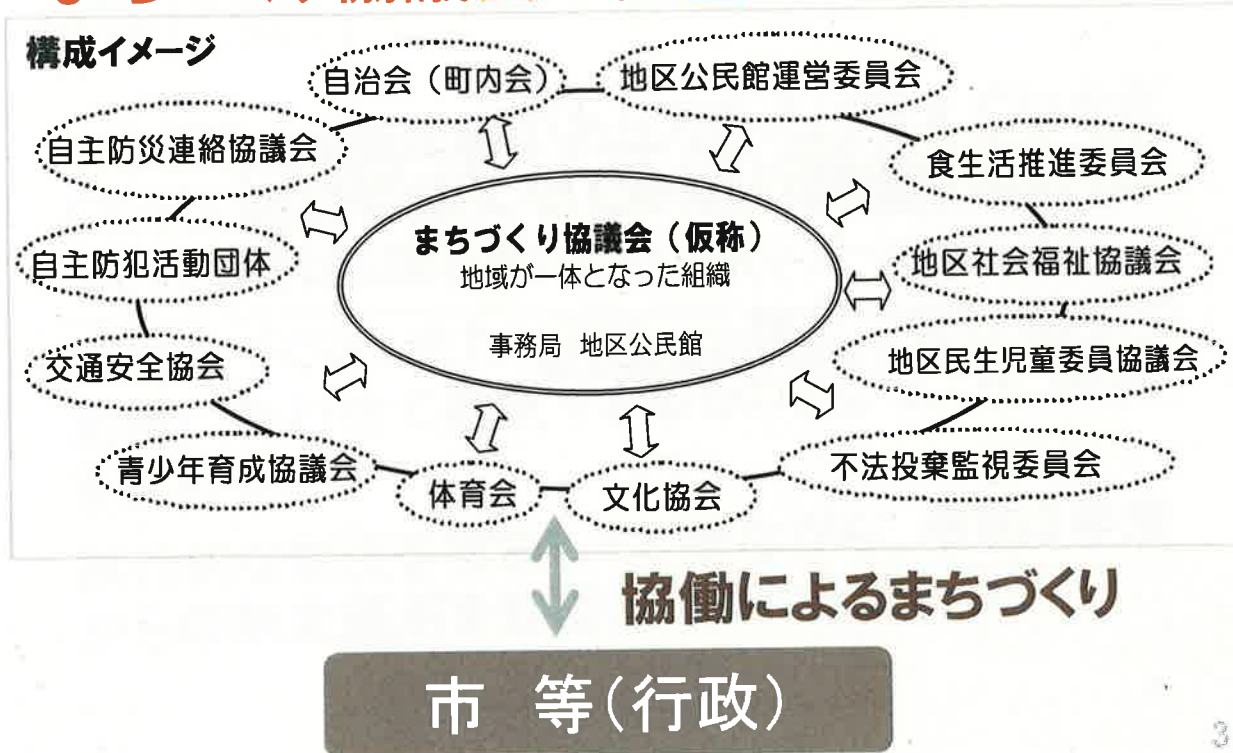 構成イメージ
自治会（町内会）
地区公民館運営委員会
自主防災連絡協議会
食生活推進委員会
まちづくり協議会（仮称）
地域が一体となった組織
事務局 地区公民館
自主防犯活動団体
地区社会福祉協議会
交通安全協会
地区民生児童委員協議会
青少年育成協議会
体育会
文化協会
不法投棄監視委員会
協働によるまちづくり
市 等（行政）
3